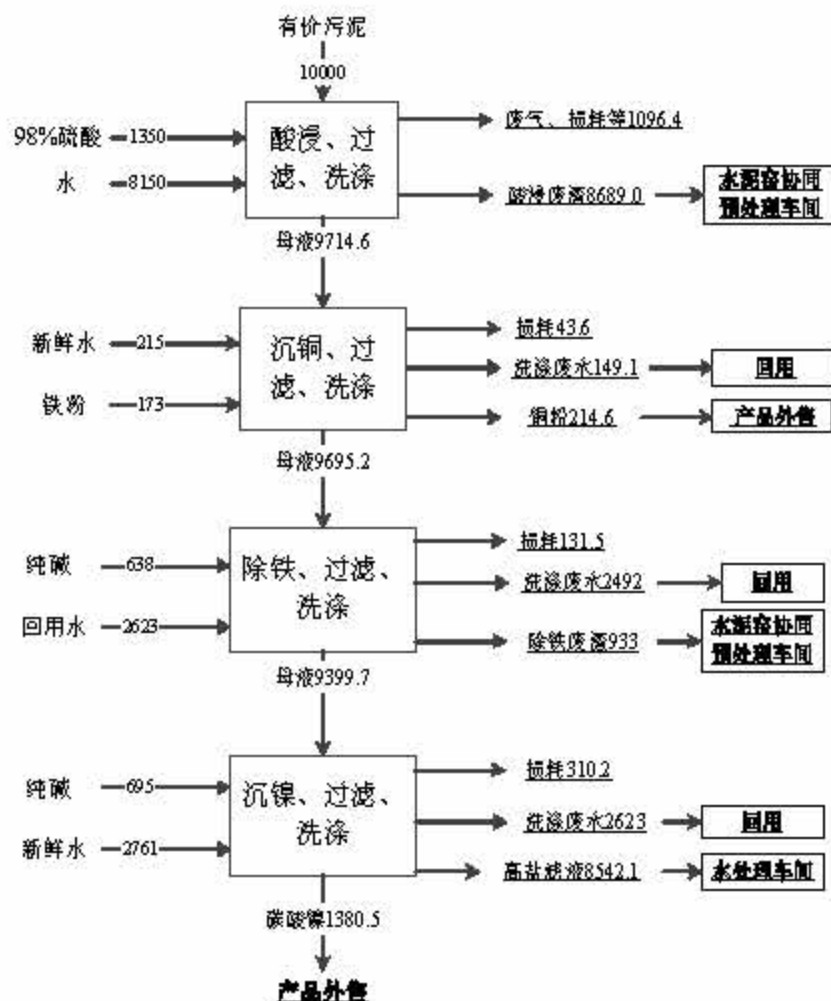 有价污泥
10000
98%硫酸 1350
水 8150
酸浸、过
滤、洗涤
废气、损耗等1096.4
酸浸废渣8689.0
水泥窑协同
预处理车间
母液9714.6
新鲜水 215
铁粉 173
沉铜、过
滤、洗涤
损耗43.6
洗涤废水149.1
回用
铜粉214.6
产品外售
母液9695.2
纯碱 638
回用水 2623
除铁、过滤、
洗涤
损耗131.5
洗涤废水2492
回用
除铁废渣933
水泥窑协同
预处理车间
母液9399.7
纯碱 695
新鲜水 2761
沉镍、过滤、
洗涤
损耗310.2
洗涤废水2623
回用
高盐滤液8542.1
水处理车间
碳酸镍1380.5
产品外售